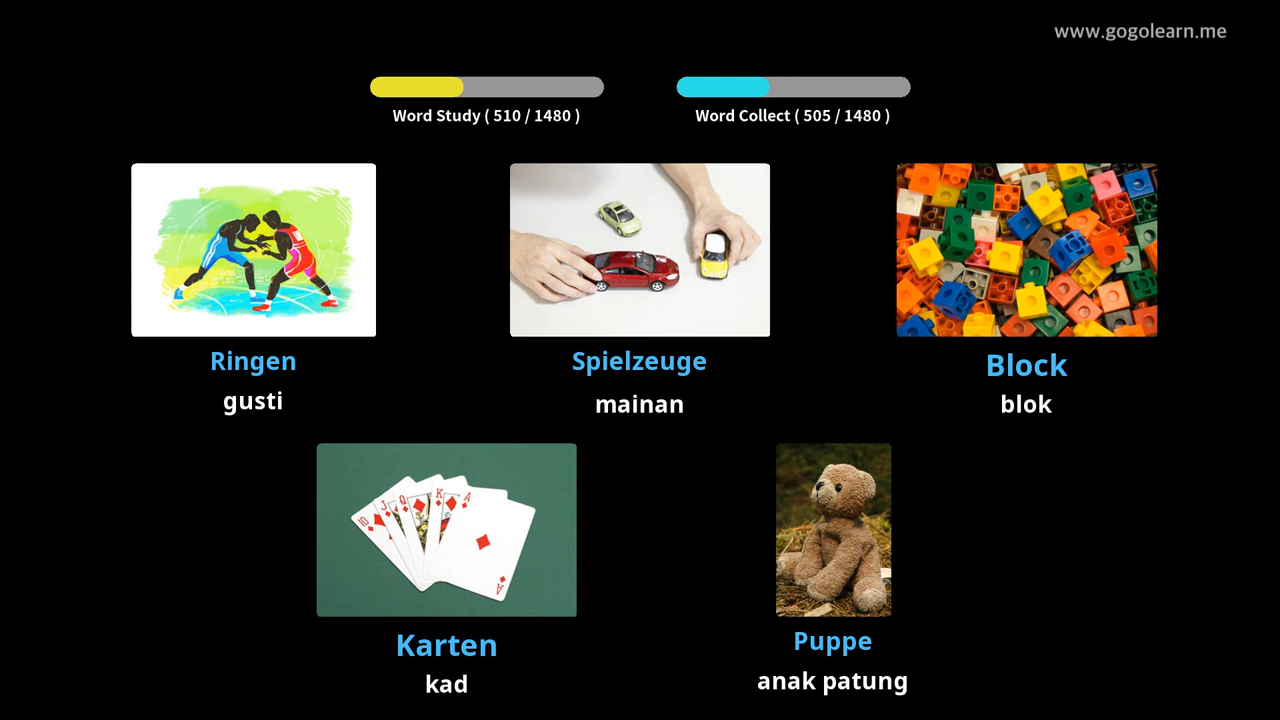 www.gogolearn.me
Word Study ( 510 / 1480 )
Word Collect ( 505 / 1480 )
Ringen
gusti
Spielzeuge
mainan
Block
blok
10
J
Q
K
A
A
Karten
kad
Puppe
anak patung